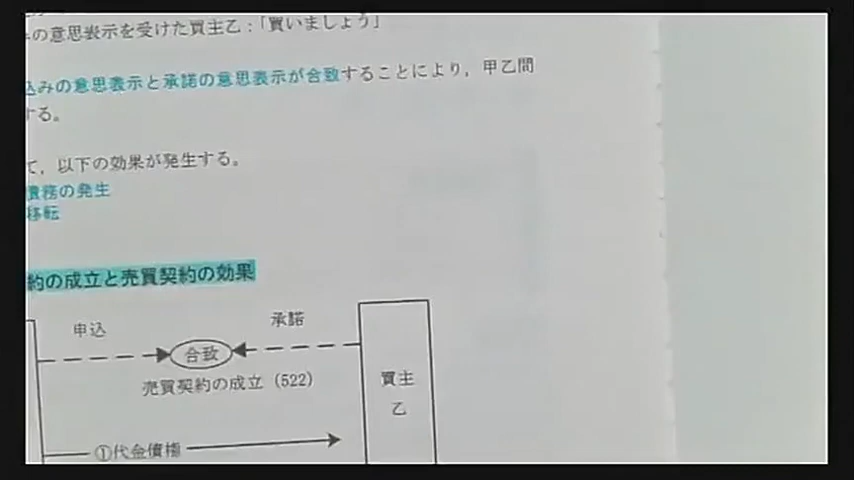 の意思表示を受けた買主乙：「買いましょう」
込みの意思表示と承諾の意思表示が合致することにより，甲乙間
する。
て，以下の効果が発生する。
債務の発生
移転
約の成立と売買契約の効果
申込
承諾
合致
売買契約の成立（522）
買主
乙
①代金債権